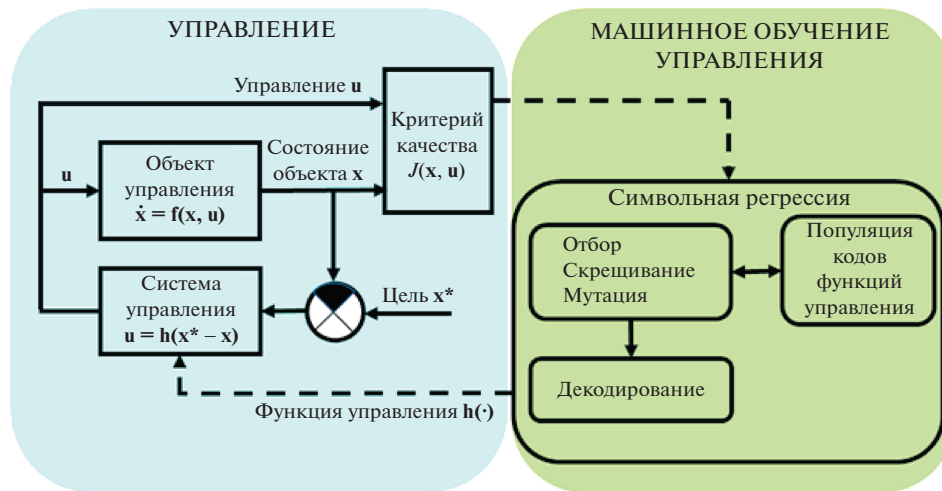 УПРАВЛЕНИЕ
Управление u
Критерий
качества
J(x, u)
Состояние
объекта x
u
Объект
управления
ẋ = f(x, u)
Система
управления
u = h(x* – x)
Цель x*
Функция управления h(·)
МАШИННОЕ ОБУЧЕНИЕ
УПРАВЛЕНИЯ
Символьная регрессия
Отбор
Скрещивание
Мутация
Популяция
кодов
функций
управления
Декодирование